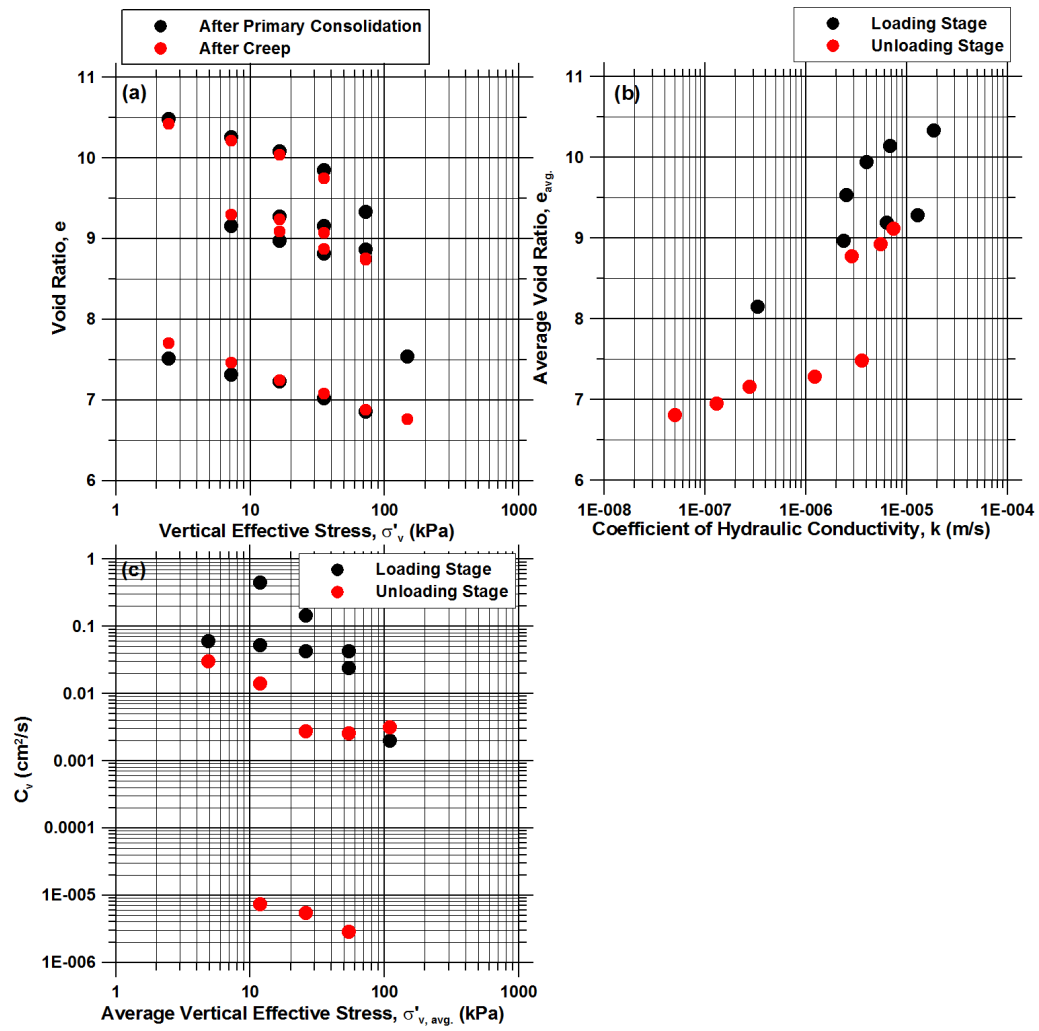 After Primary Consolidation
After Creep
(a)
11
10
9
8
7
6
Void Ratio, e
1
10
100
1000
Vertical Effective Stress, σ'v (kPa)
Loading Stage
Unloading Stage
(b)
11
10
9
8
7
6
Average Void Ratio, eavg.
1E-008
1E-007
1E-006
1E-005
1E-004
Coefficient of Hydraulic Conductivity, k (m/s)
(c)
Loading Stage
Unloading Stage
1
0.1
0.01
0.001
0.0001
1E-005
1E-006
Cv (cm²/s)
1
10
100
1000
Average Vertical Effective Stress, σ'v, avg. (kPa)